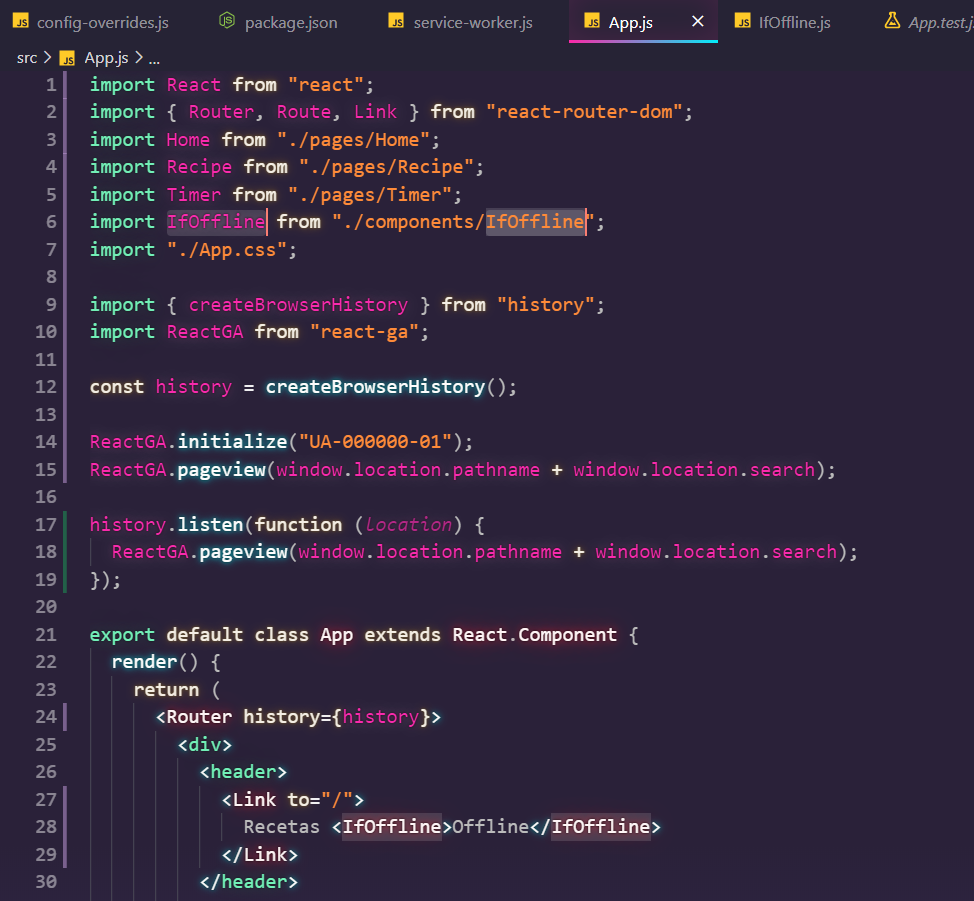 JS config-overrides.js JS package.json JS service-worker.js JS App.js × JS IfOffline.js App.test.j
src > JS App.js > ...
1 import React from "react";
2 import { Router, Route, Link } from "react-router-dom";
3 import Home from "./pages/Home";
4 import Recipe from "./pages/Recipe";
5 import Timer from "./pages/Timer";
6 import IfOffline from "./components/IfOffline";
7 import "./App.css";
8
9 import { createBrowserHistory } from "history";
10 import ReactGA from "react-ga";
11
12 const history = createBrowserHistory();
13
14 ReactGA.initialize("UA-000000-01");
15 ReactGA.pageview(window.location.pathname + window.location.search);
16
17 history.listen(function (location) {
18   ReactGA.pageview(window.location.pathname + window.location.search);
19 });
20
21 export default class App extends React.Component {
22   render() {
23     return (
24       <Router history={history}>
25         <div>
26           <header>
27             <Link to="/">
28               Recetas <IfOffline>Offline</IfOffline>
29             </Link>
30           </header>